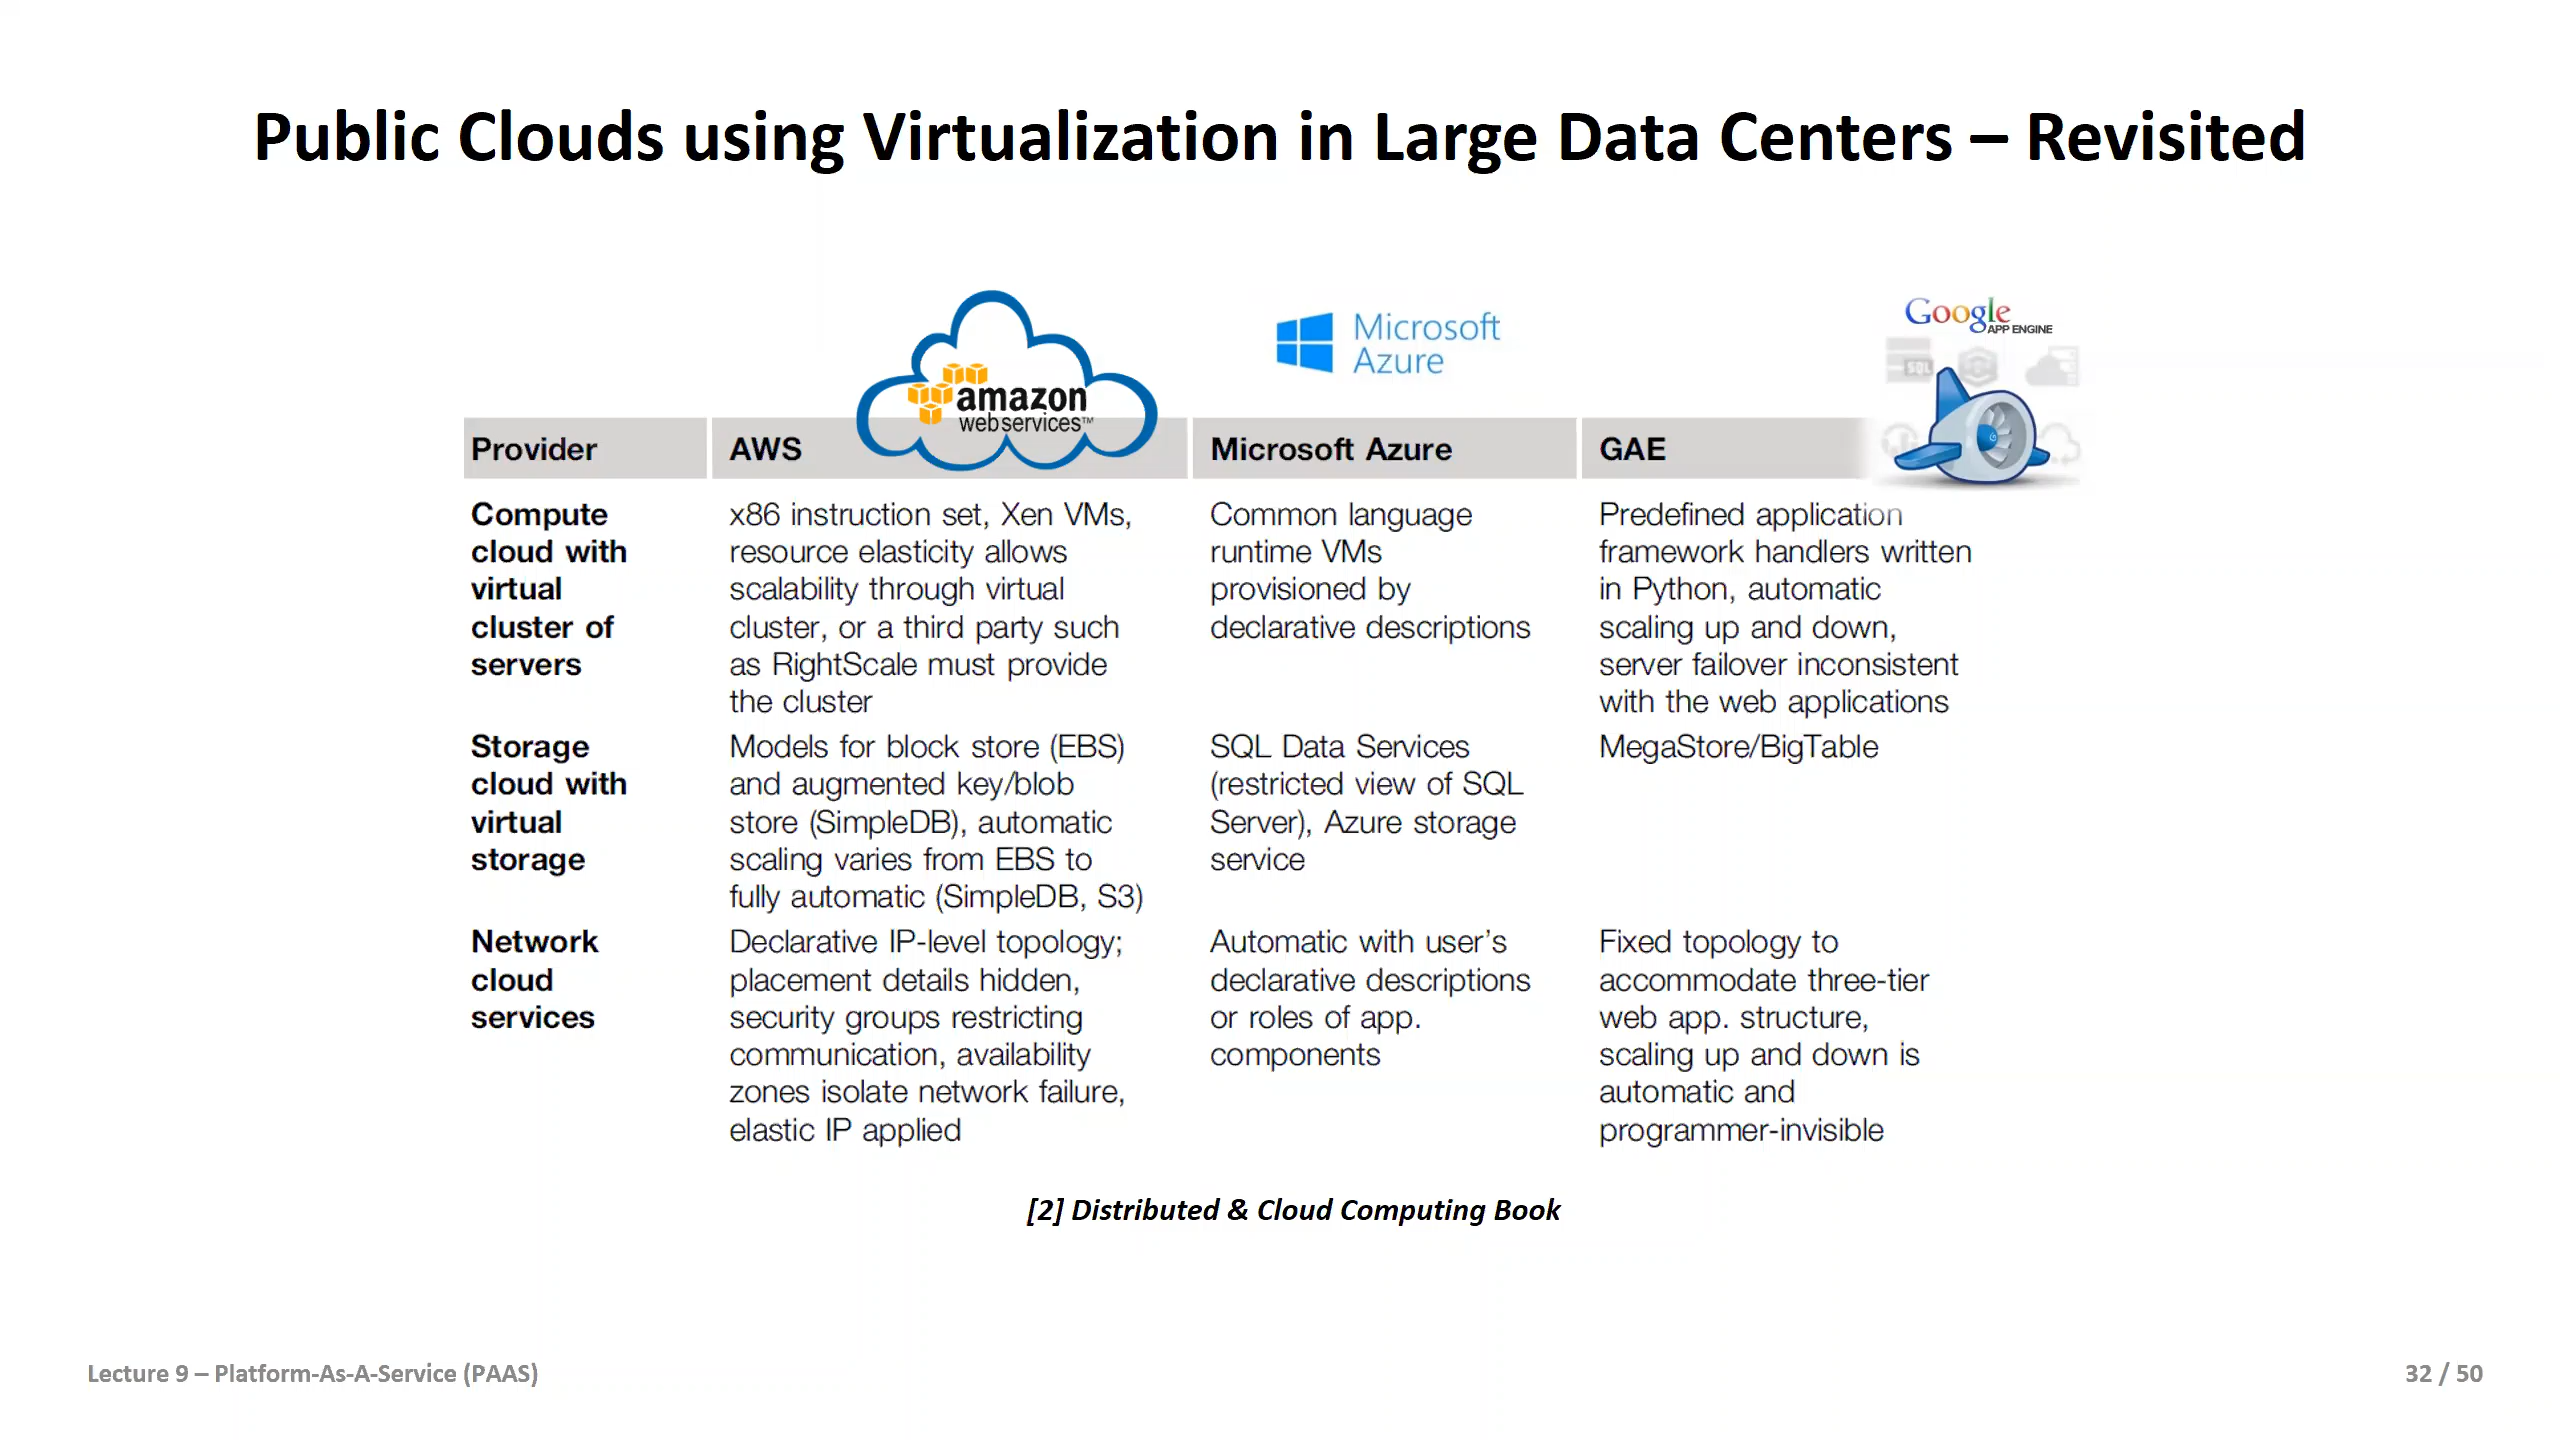 Public Clouds using Virtualization in Large Data Centers – Revisited
amazon
webservices™
Microsoft
Azure
Google
APP ENGINE
SQL
Provider
AWS
Microsoft Azure
GAE
Compute
cloud with
virtual
cluster of
servers
x86 instruction set, Xen VMs,
resource elasticity allows
scalability through virtual
cluster, or a third party such
as RightScale must provide
the cluster
Common language
runtime VMs
provisioned by
declarative descriptions
Predefined application
framework handlers written
in Python, automatic
scaling up and down,
server failover inconsistent
with the web applications
Storage
cloud with
virtual
storage
Models for block store (EBS)
and augmented key/blob
store (SimpleDB), automatic
scaling varies from EBS to
fully automatic (SimpleDB, S3)
SQL Data Services
(restricted view of SQL
Server), Azure storage
service
MegaStore/BigTable
Network
cloud
services
Declarative IP-level topology;
placement details hidden,
security groups restricting
communication, availability
zones isolate network failure,
elastic IP applied
Automatic with user’s
declarative descriptions
or roles of app.
components
Fixed topology to
accommodate three-tier
web app. structure,
scaling up and down is
automatic and
programmer-invisible
[2] Distributed & Cloud Computing Book
Lecture 9 – Platform-As-A-Service (PAAS)
32 / 50